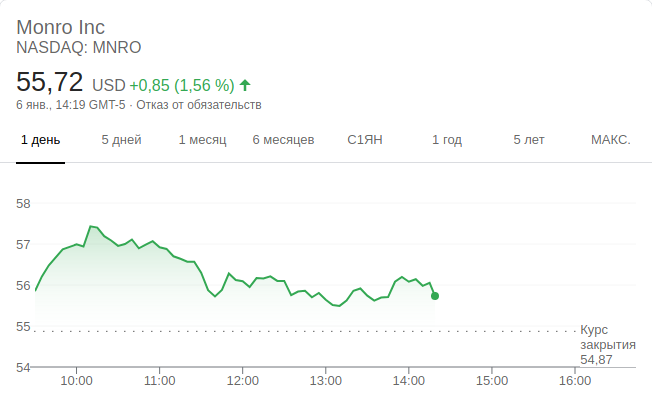 Monro Inc
NASDAQ: MNRO
55,72 USD +0,85 (1,56 %)
6 янв., 14:19 GMT-5 · Отказ от обязательств
1 день 5 дней 1 месяц 6 месяцев С1ЯН 1 год 5 лет МАКС.
58
57
56
55
Курс
закрытия
54,87
54
10:00 11:00 12:00 13:00 14:00 15:00 16:00